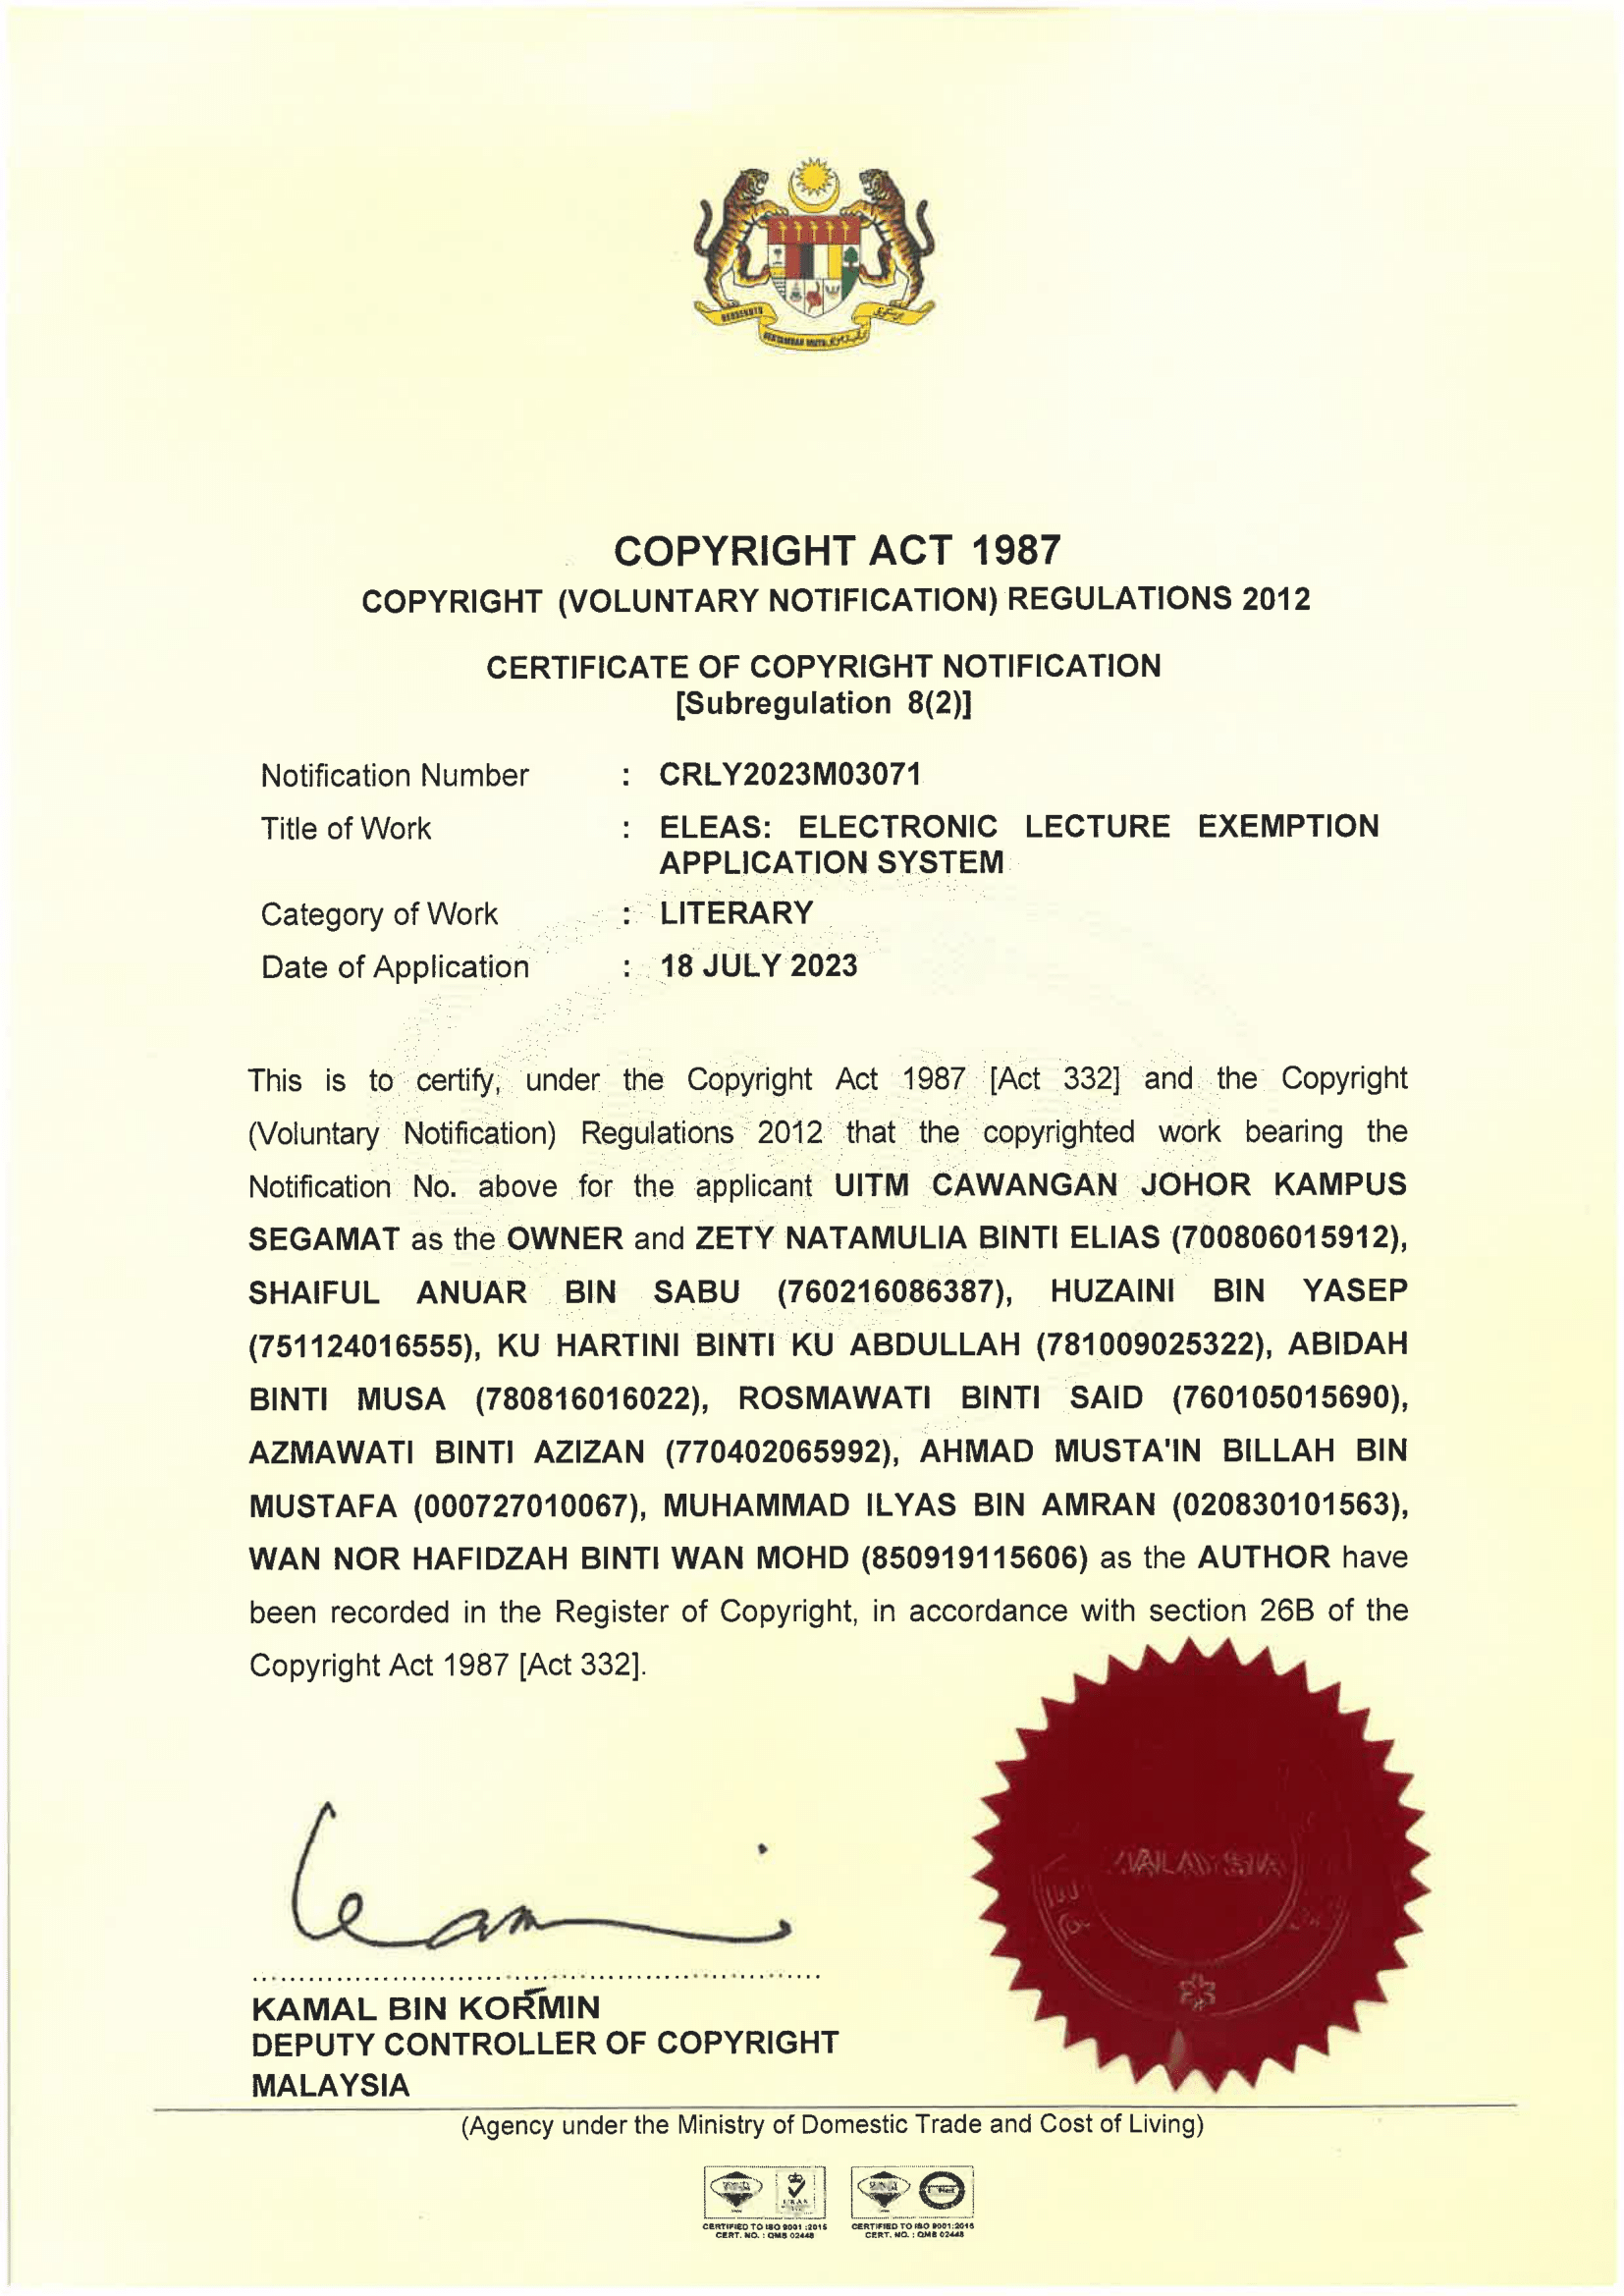 BERSEKUTU
BERTAMBAH MUTU
COPYRIGHT ACT 1987
COPYRIGHT (VOLUNTARY NOTIFICATION) REGULATIONS 2012
CERTIFICATE OF COPYRIGHT NOTIFICATION
[Subregulation 8(2)]
Notification Number : CRLY2023M03071
Title of Work : ELEAS: ELECTRONIC LECTURE EXEMPTION
APPLICATION SYSTEM
Category of Work : LITERARY
Date of Application : 18 JULY 2023
This is to certify, under the Copyright Act 1987 [Act 332] and the Copyright
(Voluntary Notification) Regulations 2012 that the copyrighted work bearing the
Notification No. above for the applicant UITM CAWANGAN JOHOR KAMPUS
SEGAMAT as the OWNER and ZETY NATAMULIA BINTI ELIAS (700806015912),
SHAIFUL ANUAR BIN SABU (760216086387), HUZAINI BIN YASEP
(751124016555), KU HARTINI BINTI KU ABDULLAH (781009025322), ABIDAH
BINTI MUSA (780816016022), ROSMAWATI BINTI SAID (760105015690),
AZMAWATI BINTI AZIZAN (770402065992), AHMAD MUSTA'IN BILLAH BIN
MUSTAFA (000727010067), MUHAMMAD ILYAS BIN AMRAN (020830101563),
WAN NOR HAFIDZAH BINTI WAN MOHD (850919115606) as the AUTHOR have
been recorded in the Register of Copyright, in accordance with section 26B of the
Copyright Act 1987 [Act 332].
MALAYSIA
KAMAL BIN KORMIN
DEPUTY CONTROLLER OF COPYRIGHT
MALAYSIA
(Agency under the Ministry of Domestic Trade and Cost of Living)
UKAS
CERTIFIED TO ISO 9001 :2015
CERT. NO. : QMS 02448
CERTIFIED TO ISO 9001:2015
CERT. NO. : QMS 02448